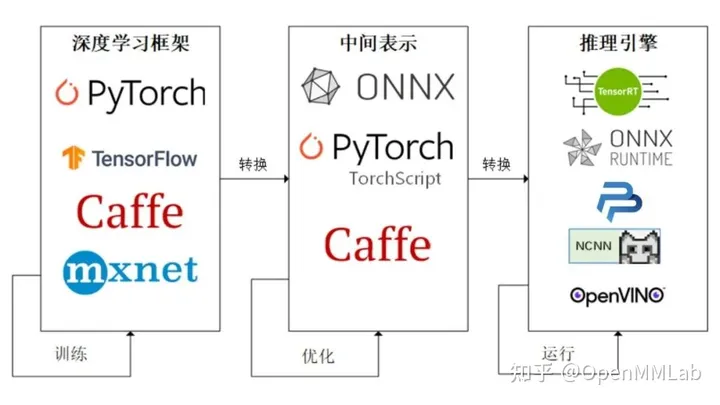 深度学习框架
PyTorch
TensorFlow
Caffe
mxnet
训练
转换
中间表示
ONNX
PyTorch
TorchScript
Caffe
优化
转换
推理引擎
TensorRT
ONNX
RUNTIME
NCNN
OpenVINO
运行
知乎 @OpenMMLab